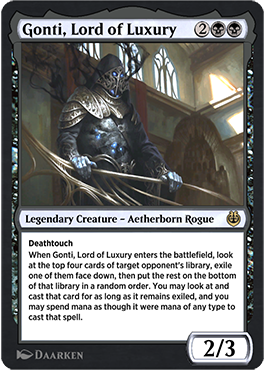 Gonti, Lord of Luxury 2
Legendary Creature – Aetherborn Rogue
Deathtouch
When Gonti, Lord of Luxury enters the battlefield, look
at the top four cards of target opponent's library, exile
one of them face down, then put the rest on the bottom
of that library in a random order. You may look at and
cast that card for as long as it remains exiled, and you
may spend mana as though it were mana of any type to
cast that spell.
DAARKEN
2/3